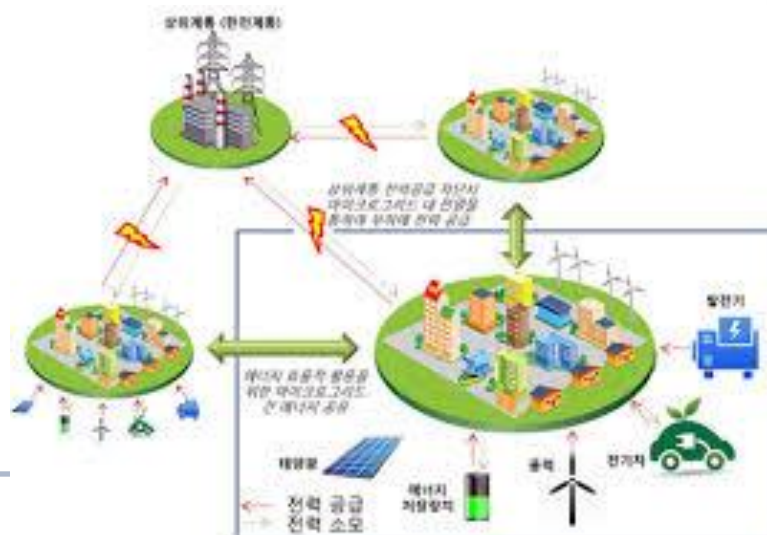 상위계통 (한전계통)
상위계통 전력공급 차단시
마이크로그리드 내 전원을
통하여 부하에 전력 공급
발전기
에너지 효율적 활용을
위한 마이크로그리드
간 에너지 공유
태양광
에너지
저장장치
풍력
전기차
전력 공급
전력 소모